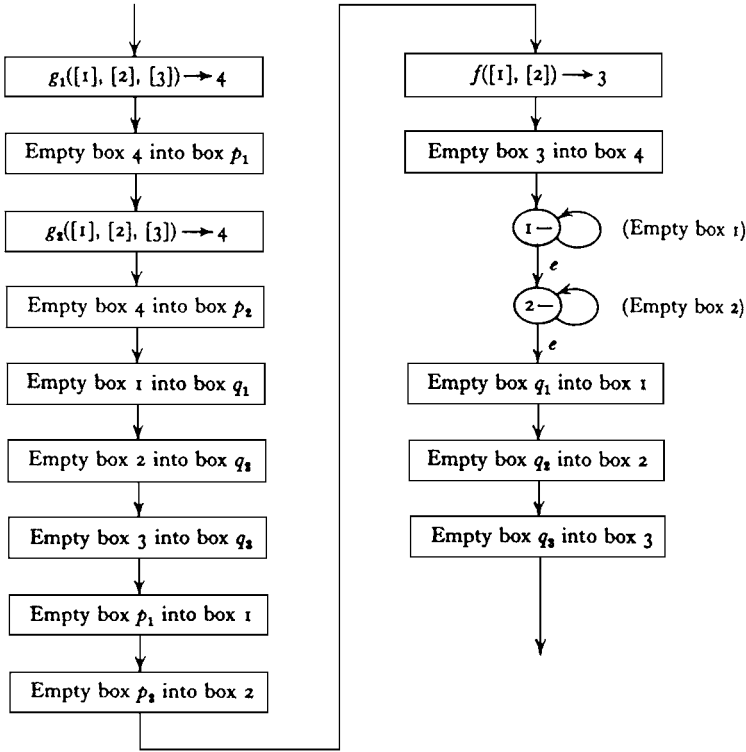 g₁([1], [2], [3]) → 4
Empty box 4 into box p₁
g₂([1], [2], [3]) → 4
Empty box 4 into box p₂
Empty box 1 into box q₁
Empty box 2 into box q₂
Empty box 3 into box q₃
Empty box p₁ into box 1
Empty box p₂ into box 2
f([1], [2]) → 3
Empty box 3 into box 4
1 – (Empty box 1)
e
2 – (Empty box 2)
e
Empty box q₁ into box 1
Empty box q₂ into box 2
Empty box q₃ into box 3